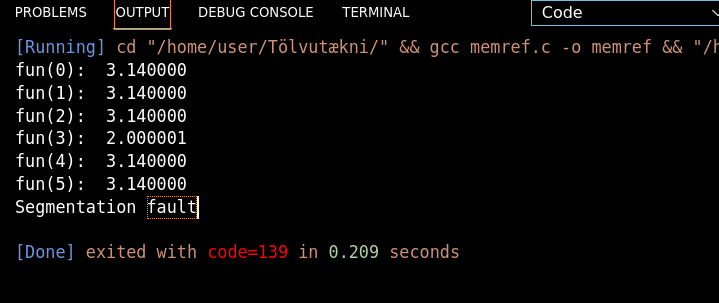 PROBLEMS OUTPUT DEBUG CONSOLE TERMINAL Code
[Running] cd "/home/user/Tölvutækni/" && gcc memref.c -o memref && "/h
fun(0): 3.140000
fun(1): 3.140000
fun(2): 3.140000
fun(3): 2.000001
fun(4): 3.140000
fun(5): 3.140000
Segmentation fault
[Done] exited with code=139 in 0.209 seconds